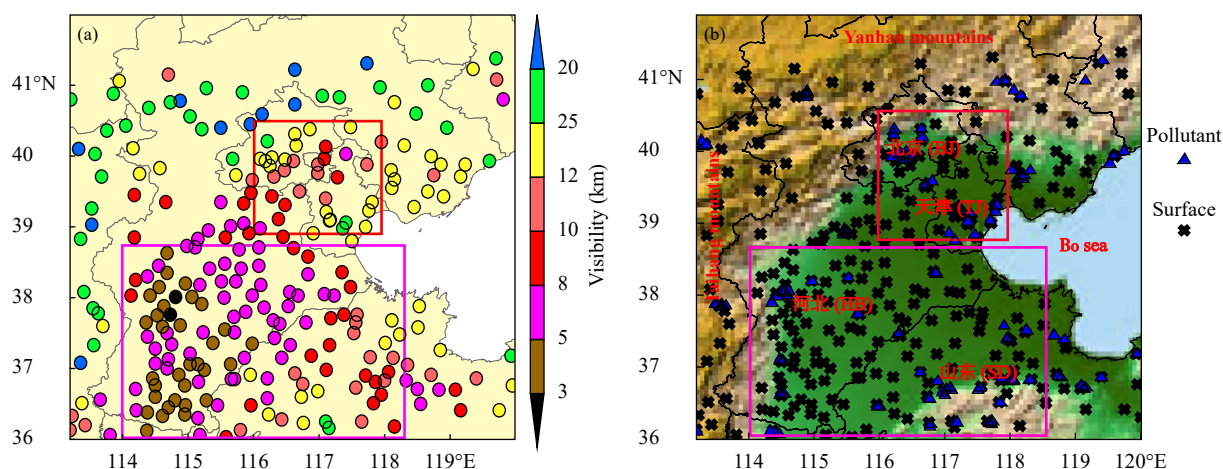 (a)
41°N
40
39
38
37
36
114
115
116
117
118
119°E
20
25
12
10
8
5
3
Visibility (km)
(b)
Yanhan mountains
Taihang mountains
北京 (BJ)
天津 (TJ)
Bo sea
河北 (HB)
山东 (SD)
41°N
40
39
38
37
36
114
115
116
117
118
119
120°E
Pollutant
Surface